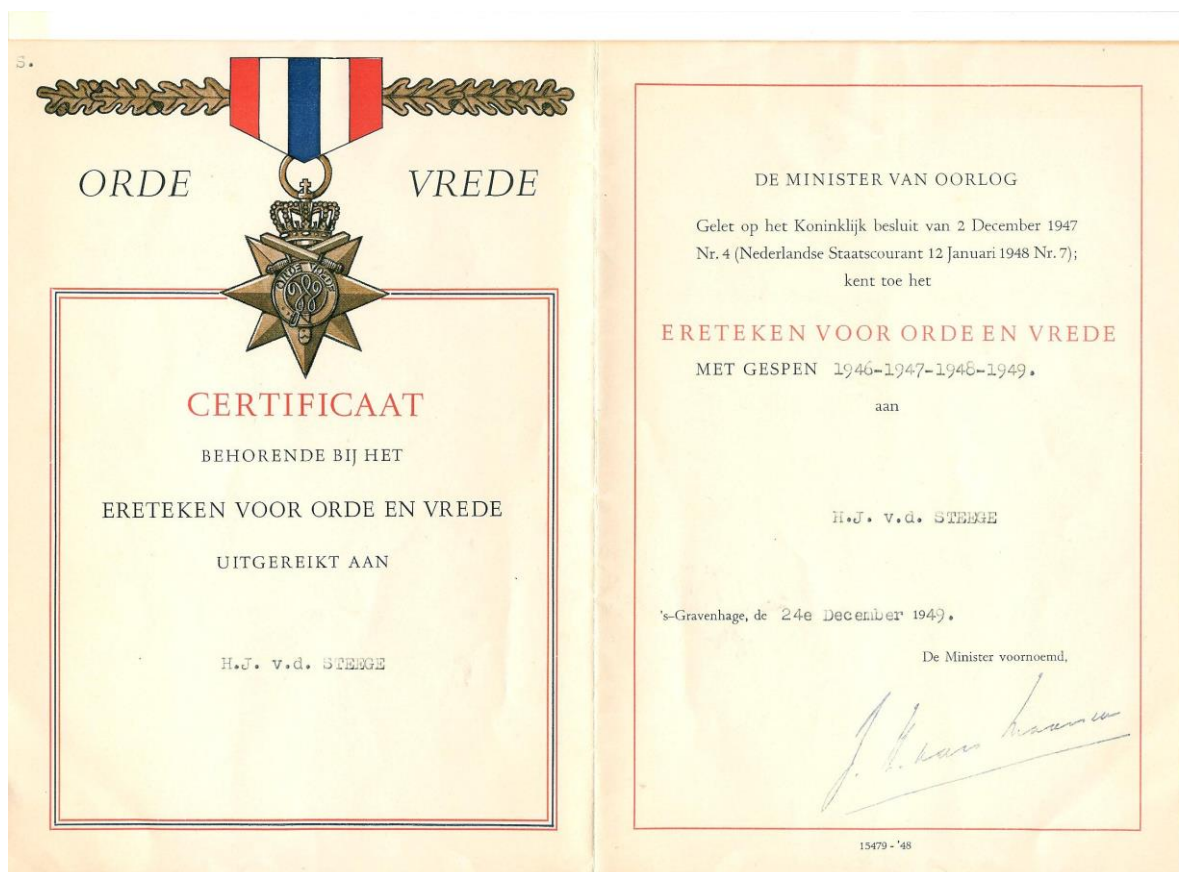 s.
ORDE VREDE
ORDE VREDE
CERTIFICAAT
BEHORENDE BIJ HET
ERETEKEN VOOR ORDE EN VREDE
UITGEREIKT AAN
H.J. v.d. STEEGE
DE MINISTER VAN OORLOG
Gelet op het Koninklijk besluit van 2 December 1947
Nr. 4 (Nederlandse Staatscourant 12 Januari 1948 Nr. 7);
kent toe het
ERETEKEN VOOR ORDE EN VREDE
MET GESPEN 1946-1947-1948-1949.
aan
H.J. v.d. STEEGE
's-Gravenhage, de 24e December 1949.
De Minister voornoemd,
15479 - '48